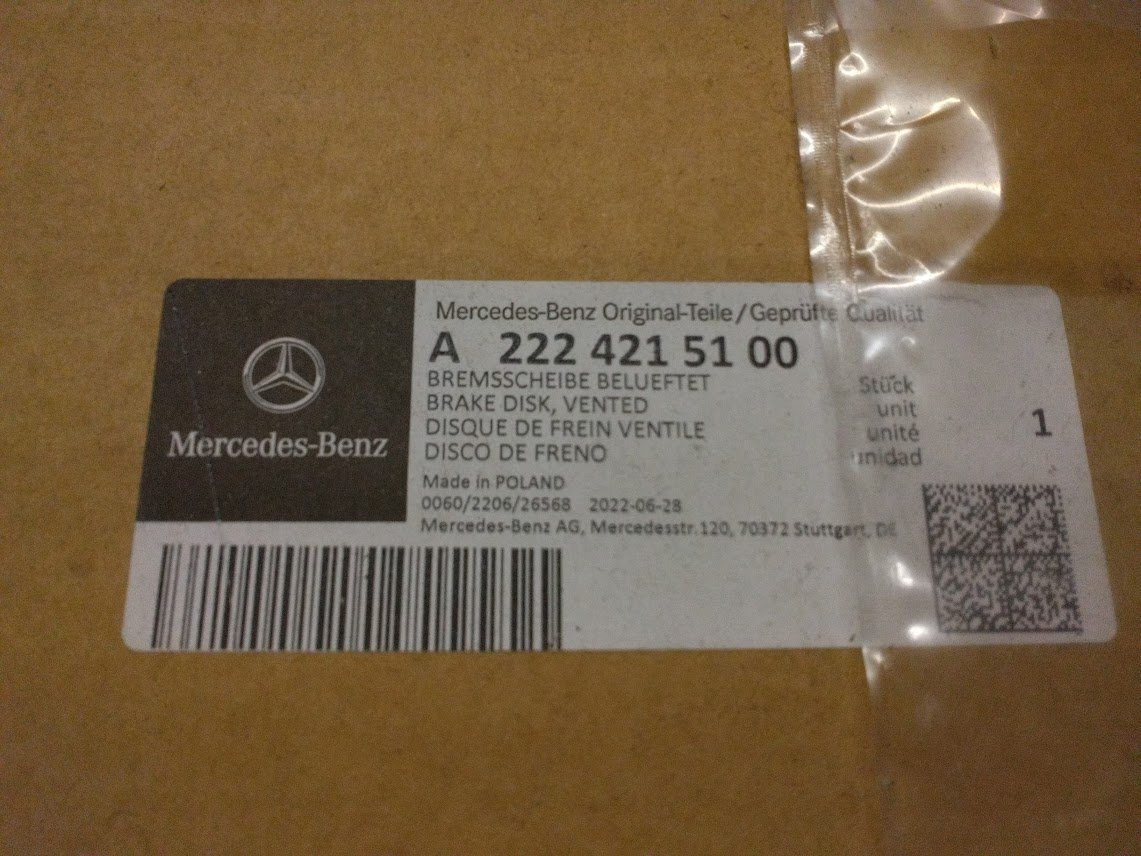 Mercedes-Benz
Mercedes-Benz Original-Teile/Geprüfte Qualität
A 222 421 51 00
BREMSSCHEIBE BELUEFTET
BRAKE DISK, VENTED
DISQUE DE FREIN VENTILE
DISCO DE FRENO
Stück
unit
unité
unidad
1
Made in POLAND
0060/2206/26568 2022-06-28
Mercedes-Benz AG, Mercedesstr.120, 70372 Stuttgart, DE